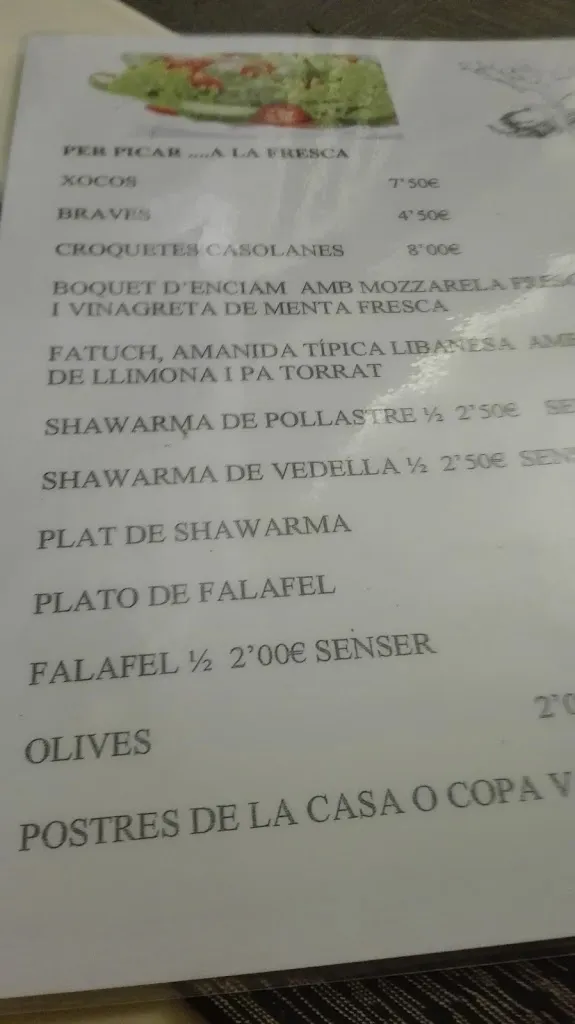 PER PICAR ....A LA FRESCA
XOCOS 7'50€
BRAVES 4'50€
CROQUETES CASOLANES 8'00€
BOQUET D'ENCIAM AMB MOZZARELA
I VINAGRETA DE MENTA FRESCA
FATUCH, AMANIDA TÍPICA LIBANESA
DE LLIMONA I PA TORRAT
SHAWARMA DE POLLASTRE ½ 2'50€
SHAWARMA DE VEDELLA ½ 2'50€
PLAT DE SHAWARMA
PLATO DE FALAFEL
FALAFEL ½ 2'00€ SENSER
OLIVES
POSTRES DE LA CASA O COPA